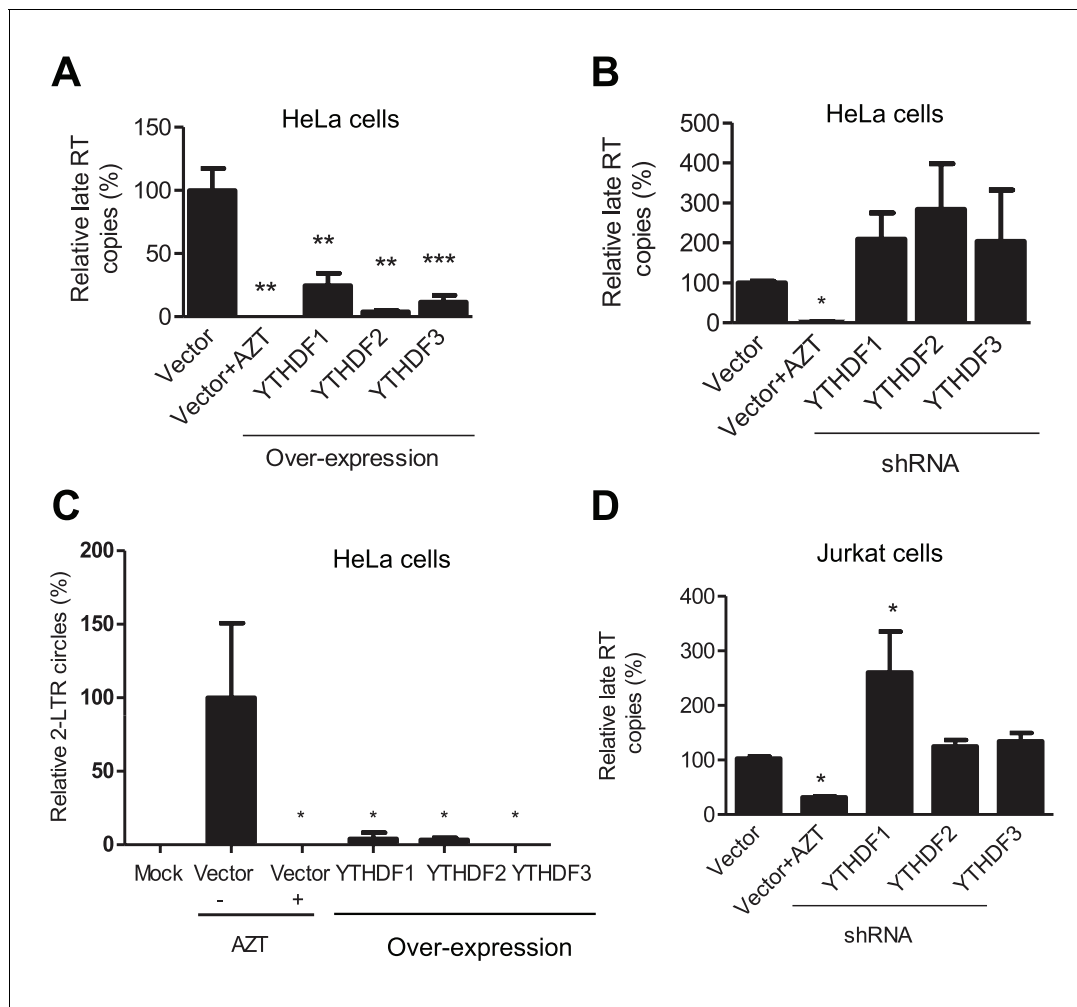 A
HeLa cells
Relative late RT
copies (%)
150
100
50
0
**
**
**
***
Vector
Vector+AZT
YTHDF1
YTHDF2
YTHDF3
Over-expression
B
HeLa cells
Relative late RT
copies (%)
500
400
300
200
100
0
*
Vector
Vector+AZT
YTHDF1
YTHDF2
YTHDF3
shRNA
C
HeLa cells
Relative 2-LTR circles (%)
200
150
100
50
0
* * * *
Mock Vector Vector YTHDF1 YTHDF2 YTHDF3
- +
AZT
Over-expression
D
Jurkat cells
Relative late RT
copies (%)
400
300
200
100
0
*
*
Vector
Vector+AZT
YTHDF1
YTHDF2
YTHDF3
shRNA